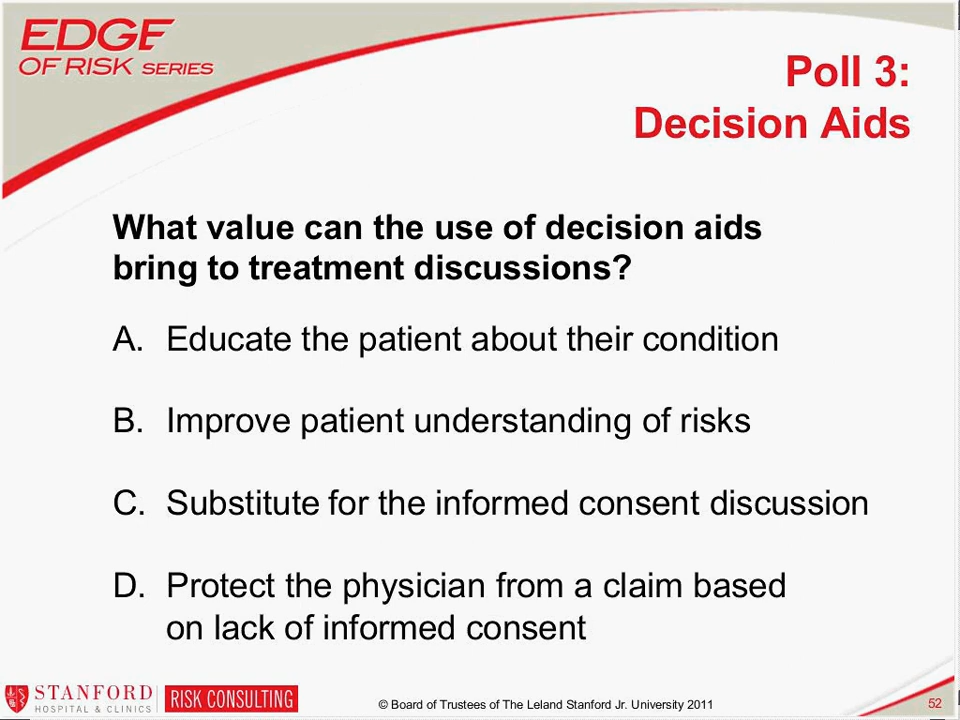 EDGE
OF RISK SERIES
Poll 3:
Decision Aids
What value can the use of decision aids
bring to treatment discussions?
A. Educate the patient about their condition
B. Improve patient understanding of risks
C. Substitute for the informed consent discussion
D. Protect the physician from a claim based
on lack of informed consent
STANFORD
HOSPITAL & CLINICS
RISK CONSULTING
© Board of Trustees of The Leland Stanford Jr. University 2011
52